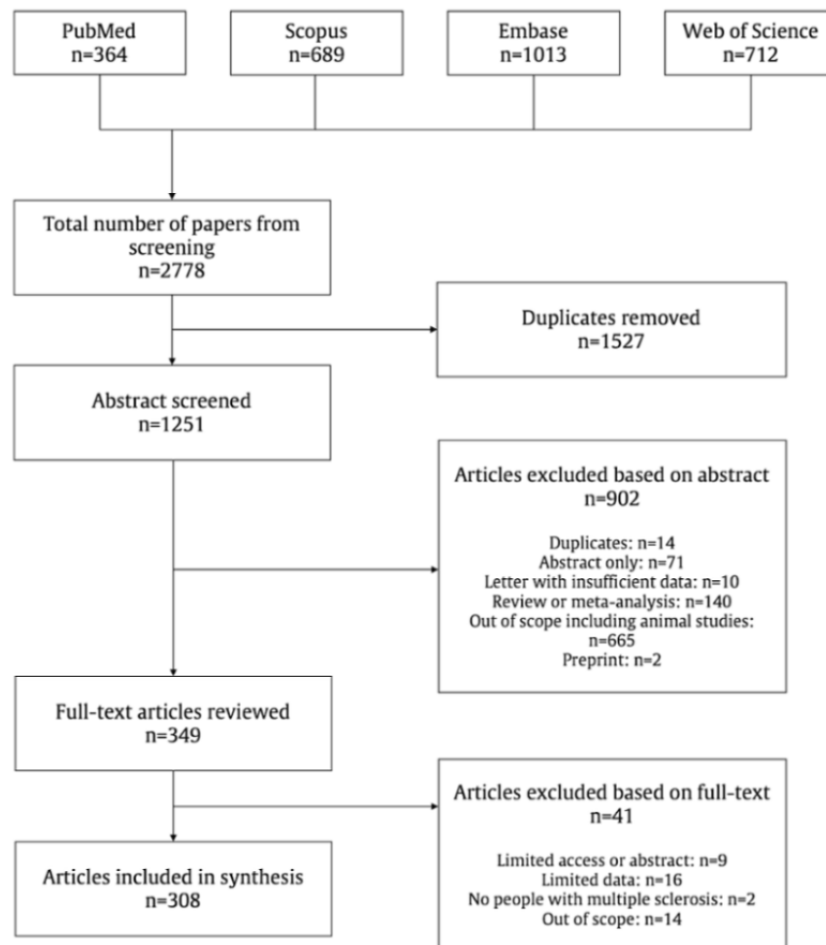 PubMed
n=364
Scopus
n=689
Embase
n=1013
Web of Science
n=712
Total number of papers from
screening
n=2778
Duplicates removed
n=1527
Abstract screened
n=1251
Articles excluded based on abstract
n=902
Duplicates: n=14
Abstract only: n=71
Letter with insufficient data: n=10
Review or meta-analysis: n=140
Out of scope including animal studies:
n=665
Preprint: n=2
Full-text articles reviewed
n=349
Articles excluded based on full-text
n=41
Limited access or abstract: n=9
Limited data: n=16
No people with multiple sclerosis: n=2
Out of scope: n=14
Articles included in synthesis
n=308